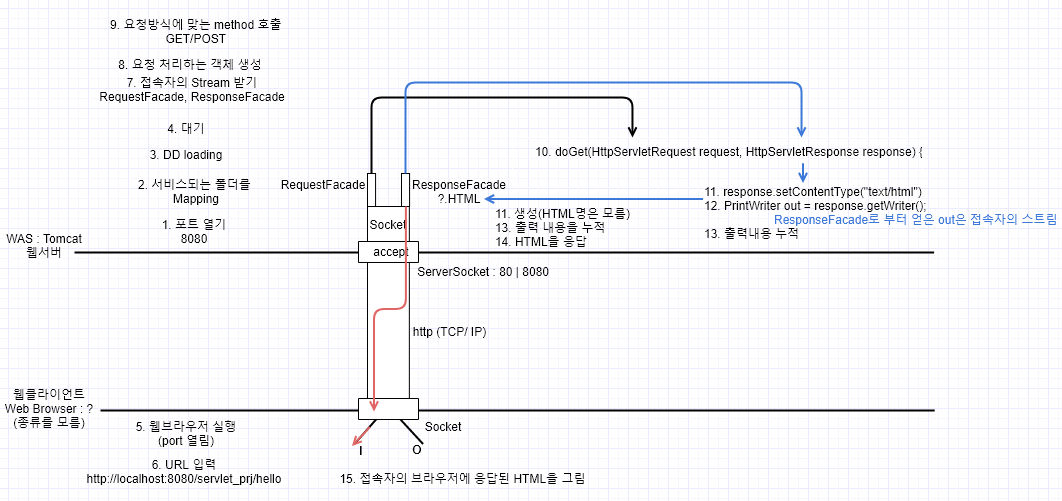 9. 요청방식에 맞는 method 호출
GET/POST
8. 요청 처리하는 객체 생성
7. 접속자의 Stream 받기
RequestFacade, ResponseFacade
4. 대기
3. DD loading
2. 서비스되는 폴더를
Mapping
1. 포트 열기
8080
WAS : Tomcat
웹서버
RequestFacade
ResponseFacade
?.HTML
Socket
accept
ServerSocket : 80 | 8080
10. doGet(HttpServletRequest request, HttpServletResponse response) {
11. response.setContentType("text/html")
12. PrintWriter out = response.getWriter();
ResponseFacade로 부터 얻은 out은 접속자의 스트림
13. 출력내용 누적
11. 생성(HTML명은 모름)
13. 출력 내용을 누적
14. HTML을 응답
http (TCP/ IP)
웹클라이언트
Web Browser : ?
(종류를 모름)
5. 웹브라우저 실행
(port 열림)
6. URL 입력
http://localhost:8080/servlet_prj/hello
Socket
I
O
15. 접속자의 브라우저에 응답된 HTML을 그림